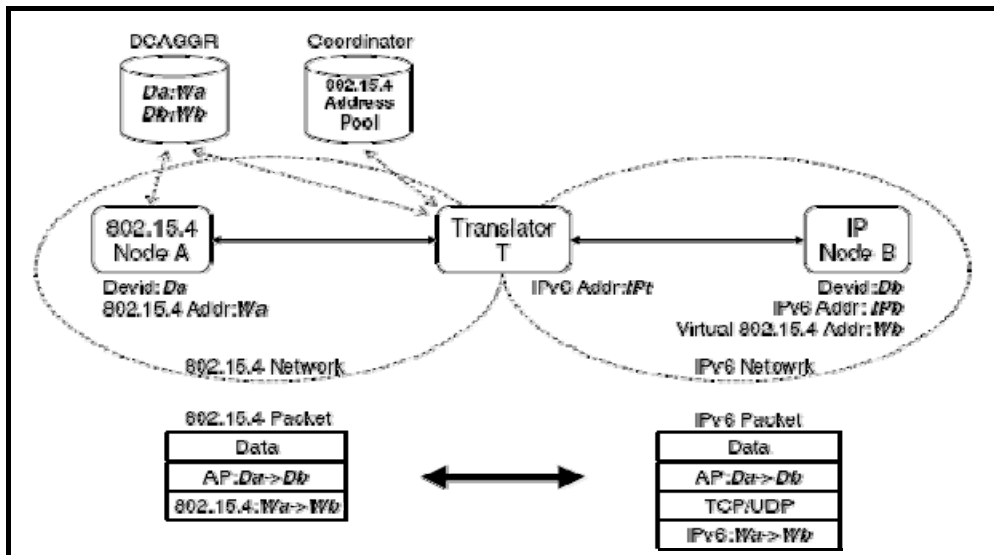 DCAGGR
Coordinator
Da:Wa
Db:Wb
802.15.4
Address
Pool
802.15.4
Node A
Translator
T
IP
Node B
Devid:Da
802.15.4 Addr:Wa
IPv6 Addr:IPt
Devid:Db
IPv6 Addr: IPb
Virtual 802.15.4 Addr:Wb
802.15.4 Network
IPv6 Netowrk
802.15.4 Packet
Data
AP:Da->Db
802.15.4:Wa->Wb
IPv6 Packet
Data
AP:Da->Db
TCP/UDP
IPv6:Wa->Wb